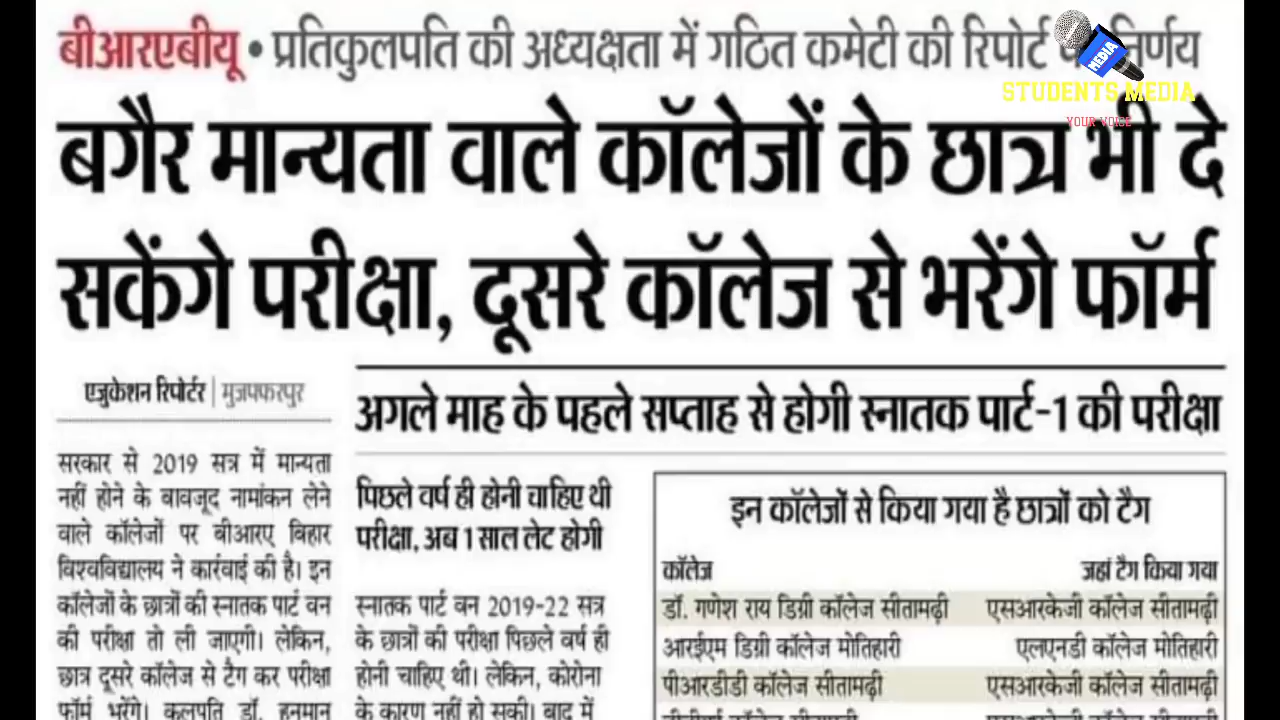 बीआरएबीयू • प्रतिकुलपति की अध्यक्षता में गठित कमेटी की रिपोर्ट निर्णय
MEDIA
STUDENTS MEDIA
YOUR VOICE
बगैर मान्यता वाले कॉलेजों के छात्र भी दे
सकेंगे परीक्षा, दूसरे कॉलेज से भरेंगे फॉर्म
एजुकेशन रिपोर्टर | मुजफ्फरपुर
सरकार से 2019 सत्र में मान्यता
नहीं होने के बावजूद नामांकन लेने
वाले कॉलेजों पर बीआरए बिहार
विश्वविद्यालय ने कार्रवाई की है। इन
कॉलेजों के छात्रों की स्नातक पार्ट वन
की परीक्षा तो ली जाएगी। लेकिन,
छात्र दूसरे कॉलेज से टैग कर परीक्षा
फॉर्म भरेंगे। कुलपति डॉ. हनुमान
अगले माह के पहले सप्ताह से होगी स्नातक पार्ट-1 की परीक्षा
पिछले वर्ष ही होनी चाहिए थी
परीक्षा, अब 1 साल लेट होगी
स्नातक पार्ट वन 2019-22 सत्र
के छात्रों की परीक्षा पिछले वर्ष ही
होनी चाहिए थी। लेकिन, कोरोना
के कारण नहीं हो सकी। बाद में
इन कॉलेजों से किया गया है छात्रों को टैग
कॉलेज जहां टैग किया गया
डॉ. गणेश राय डिग्री कॉलेज सीतामढ़ी एसआरकेजी कॉलेज सीतामढ़ी
आरईएम डिग्री कॉलेज मोतिहारी एलएनडी कॉलेज मोतिहारी
पीआरडीडी कॉलेज सीतामढ़ी एसआरकेजी कॉलेज सीतामढ़ी